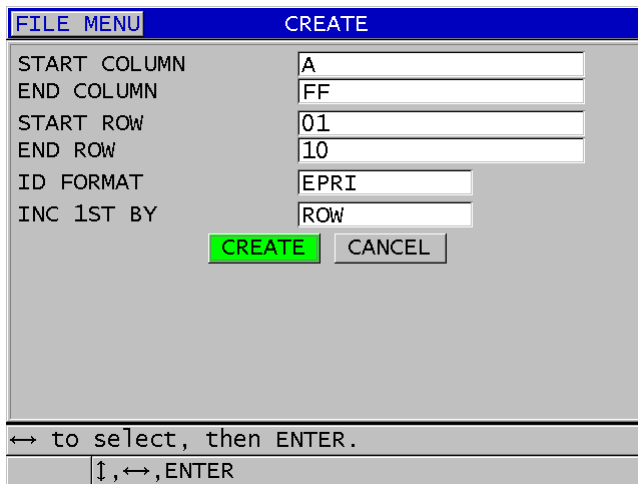 FILE MENU CREATE
START COLUMN A
END COLUMN FF
START ROW 01
END ROW 10
ID FORMAT EPRI
INC 1ST BY ROW
CREATE CANCEL
↔ to select, then ENTER.
↕,↔,ENTER